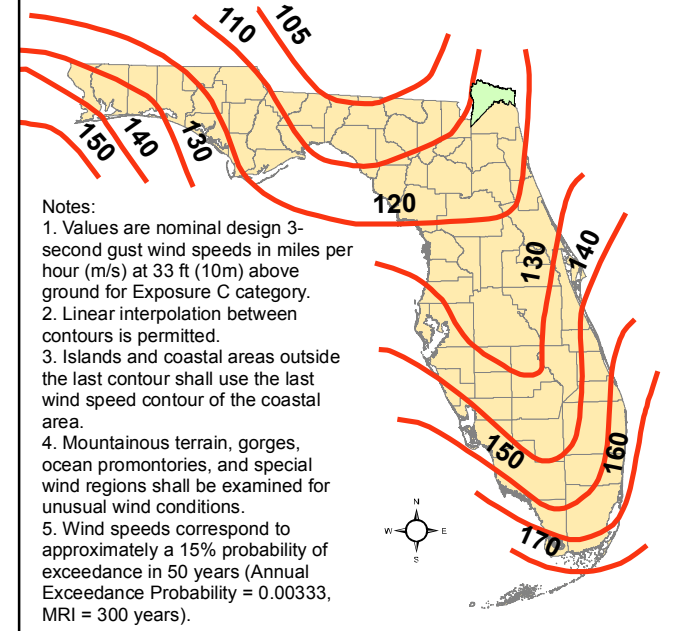 110
105
150
140
130
120
130
140
Notes:
1. Values are nominal design 3-
second gust wind speeds in miles per
hour (m/s) at 33 ft (10m) above
ground for Exposure C category.
2. Linear interpolation between
contours is permitted.
3. Islands and coastal areas outside
the last contour shall use the last
wind speed contour of the coastal
area.
4. Mountainous terrain, gorges,
ocean promontories, and special
wind regions shall be examined for
unusual wind conditions.
5. Wind speeds correspond to
approximately a 15% probability of
exceedance in 50 years (Annual
Exceedance Probability = 0.00333,
MRI = 300 years).
150
160
170
N
W E
S